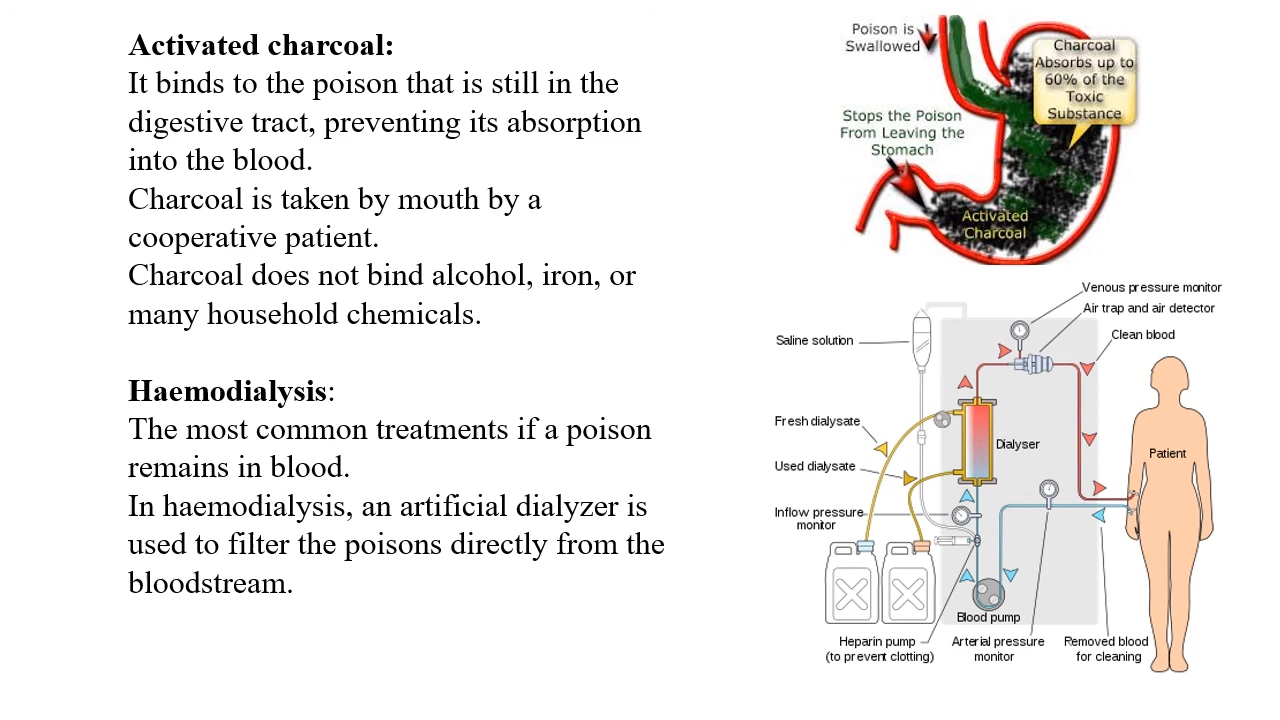 Activated charcoal:
It binds to the poison that is still in the
digestive tract, preventing its absorption
into the blood.
Charcoal is taken by mouth by a
cooperative patient.
Charcoal does not bind alcohol, iron, or
many household chemicals.
Haemodialysis:
The most common treatments if a poison
remains in blood.
In haemodialysis, an artificial dialyzer is
used to filter the poisons directly from the
bloodstream.
Poison is
Swallowed
Charcoal
Absorbs up to
60% of the
Toxic
Substance
Stops the Poison
From Leaving the
Stomach
Activated
Charcoal
Venous pressure monitor
Air trap and air detector
Clean blood
Saline solution
Fresh dialysate
Dialyser
Used dialysate
Patient
Inflow pressure
monitor
Blood pump
Heparin pump
(to prevent clotting)
Arterial pressure
monitor
Removed blood
for cleaning